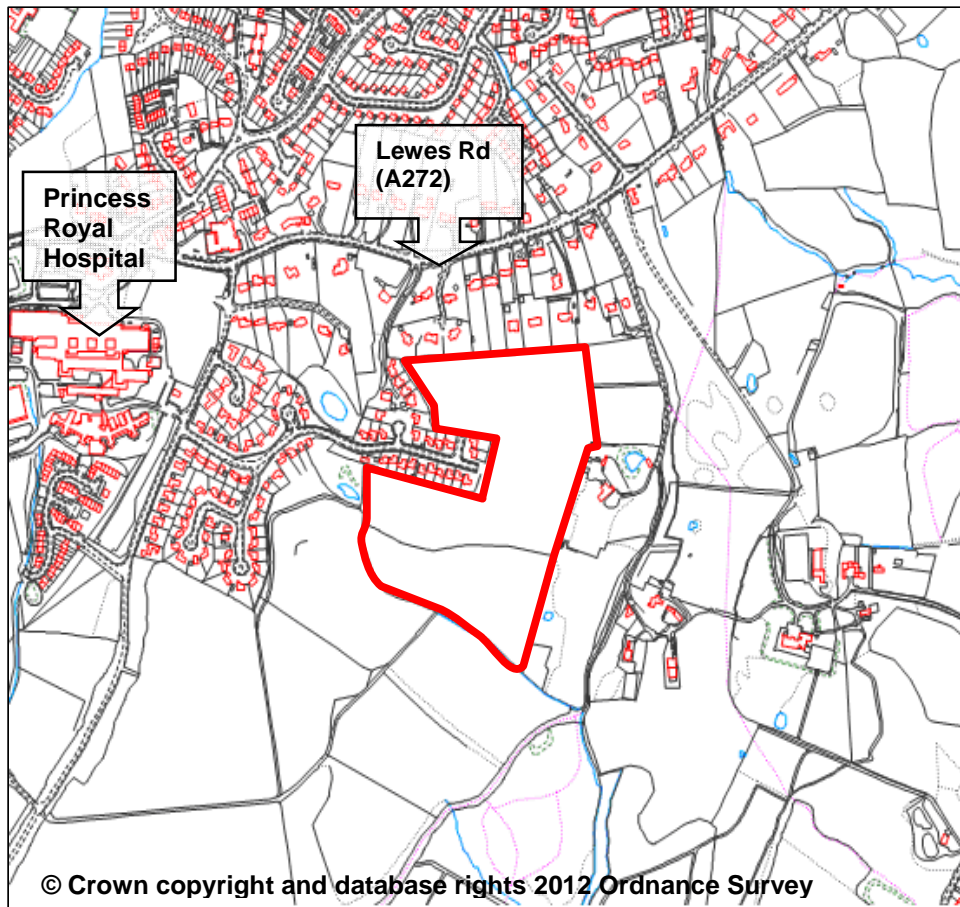 Lewes Rd
(A272)
Princess
Royal
Hospital
© Crown copyright and database rights 2012 Ordnance Survey